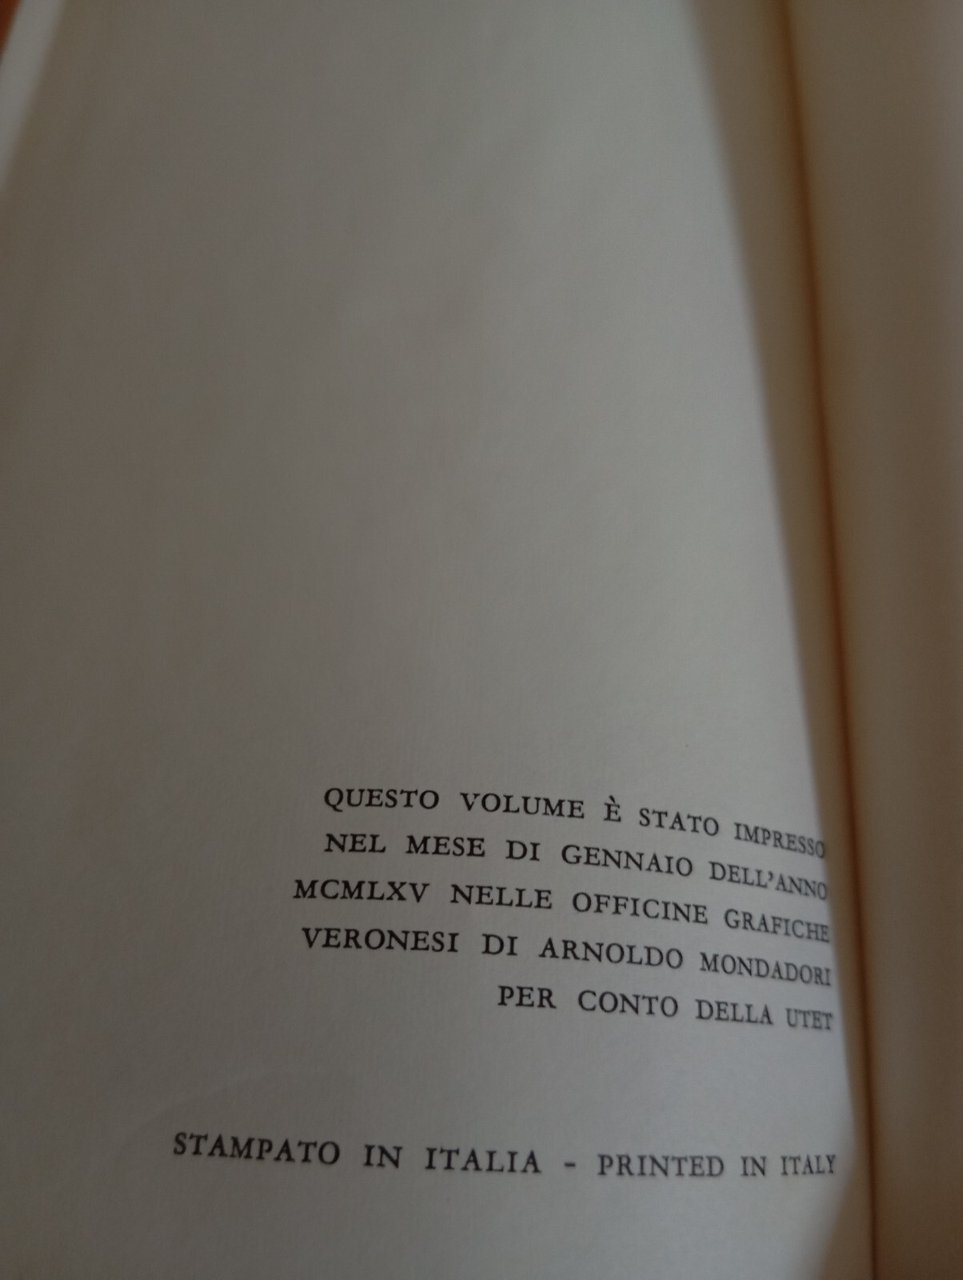 QUESTO VOLUME È STATO IMPRESSO
NEL MESE DI GENNAIO DELL'ANNO
MCMLXV NELLE OFFICINE GRAFICHE
VERONESI DI ARNOLDO MONDADORI
PER CONTO DELLA UTET
STAMPATO IN ITALIA - PRINTED IN ITALY